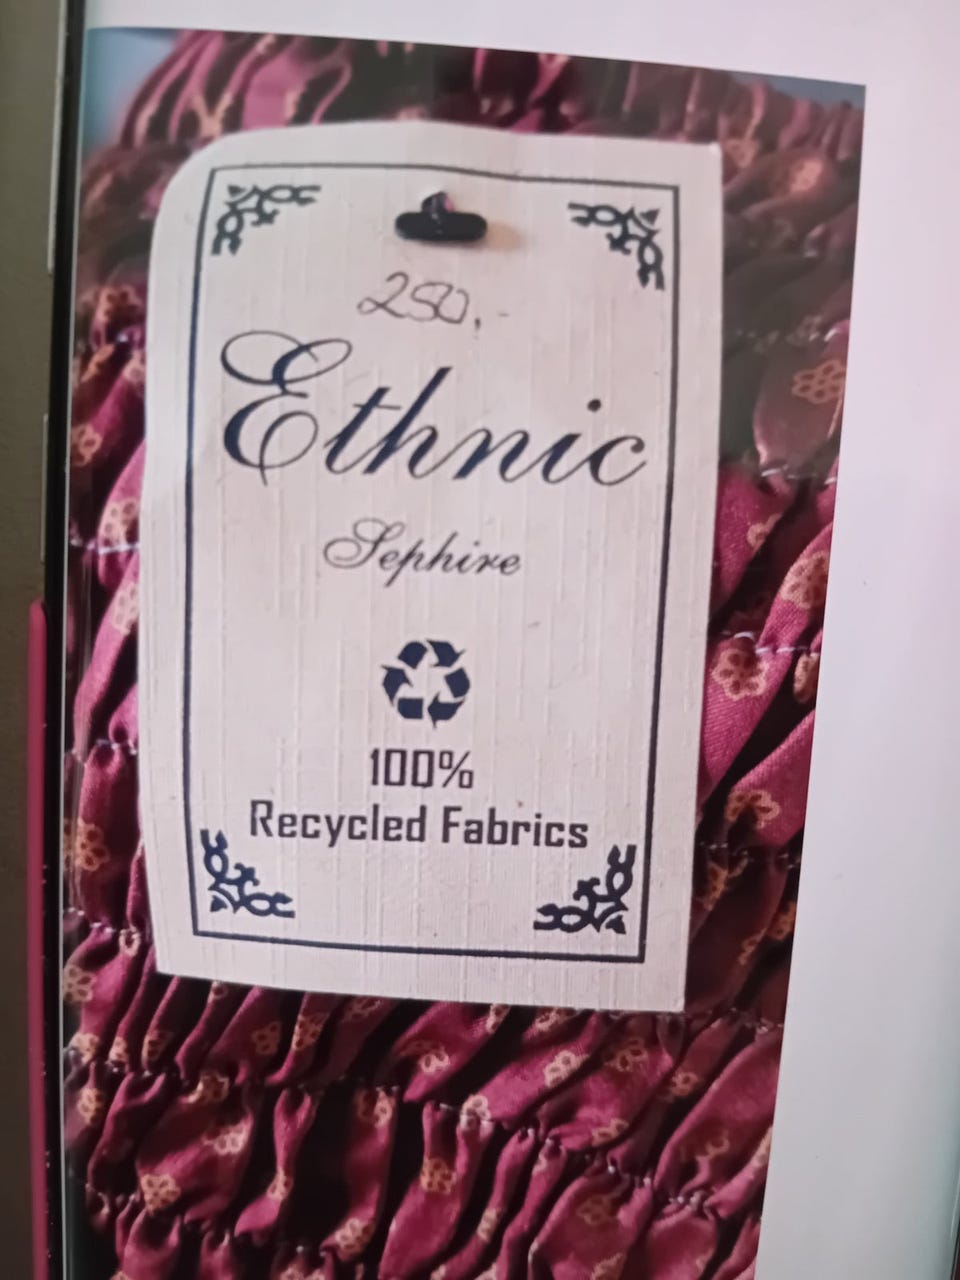 250,-
Ethnic
Sephire
100%
Recycled Fabrics